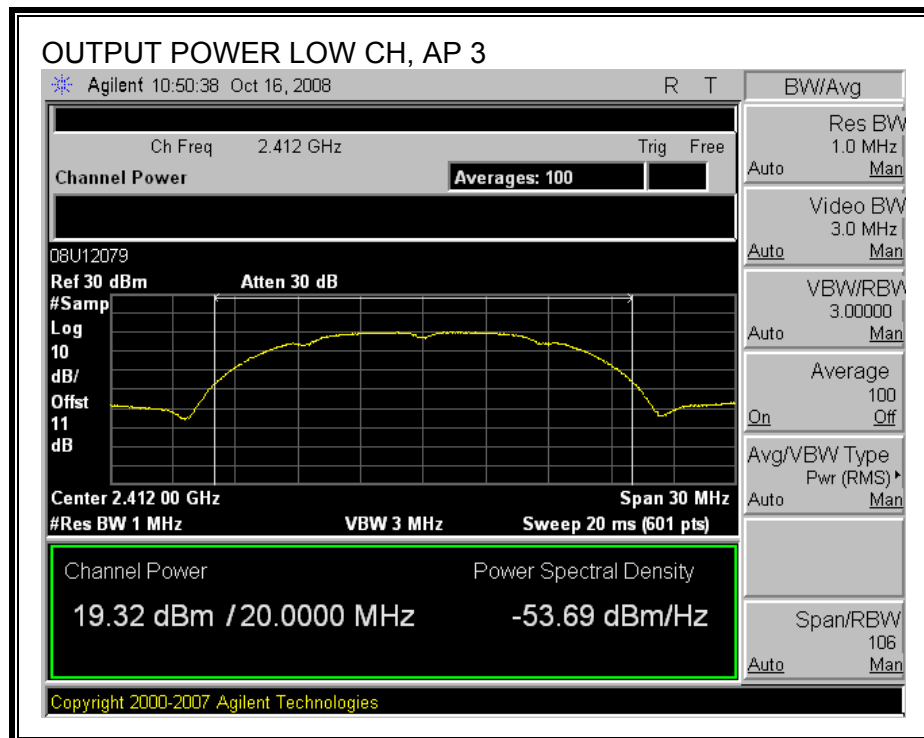 OUTPUT POWER LOW CH, AP 3
Agilent 10:50:38 Oct 16, 2008 R T
BW/Avg
Ch Freq 2.412 GHz Trig Free
Channel Power Averages: 100
08U12079
Ref 30 dBm Atten 30 dB
#Samp
Log
10
dB/
Offst
11
dB
Center 2.412 00 GHz Span 30 MHz
#Res BW 1 MHz VBW 3 MHz Sweep 20 ms (601 pts)
Channel Power Power Spectral Density
19.32 dBm / 20.0000 MHz -53.69 dBm/Hz
Copyright 2000-2007 Agilent Technologies
Res BW
1.0 MHz
Auto Man
Video BW
3.0 MHz
Auto Man
VBW/RBW
3.00000
Auto Man
Average
100
On Off
Avg/VBW Type
Pwr (RMS)
Auto Man
Span/RBW
106
Auto Man